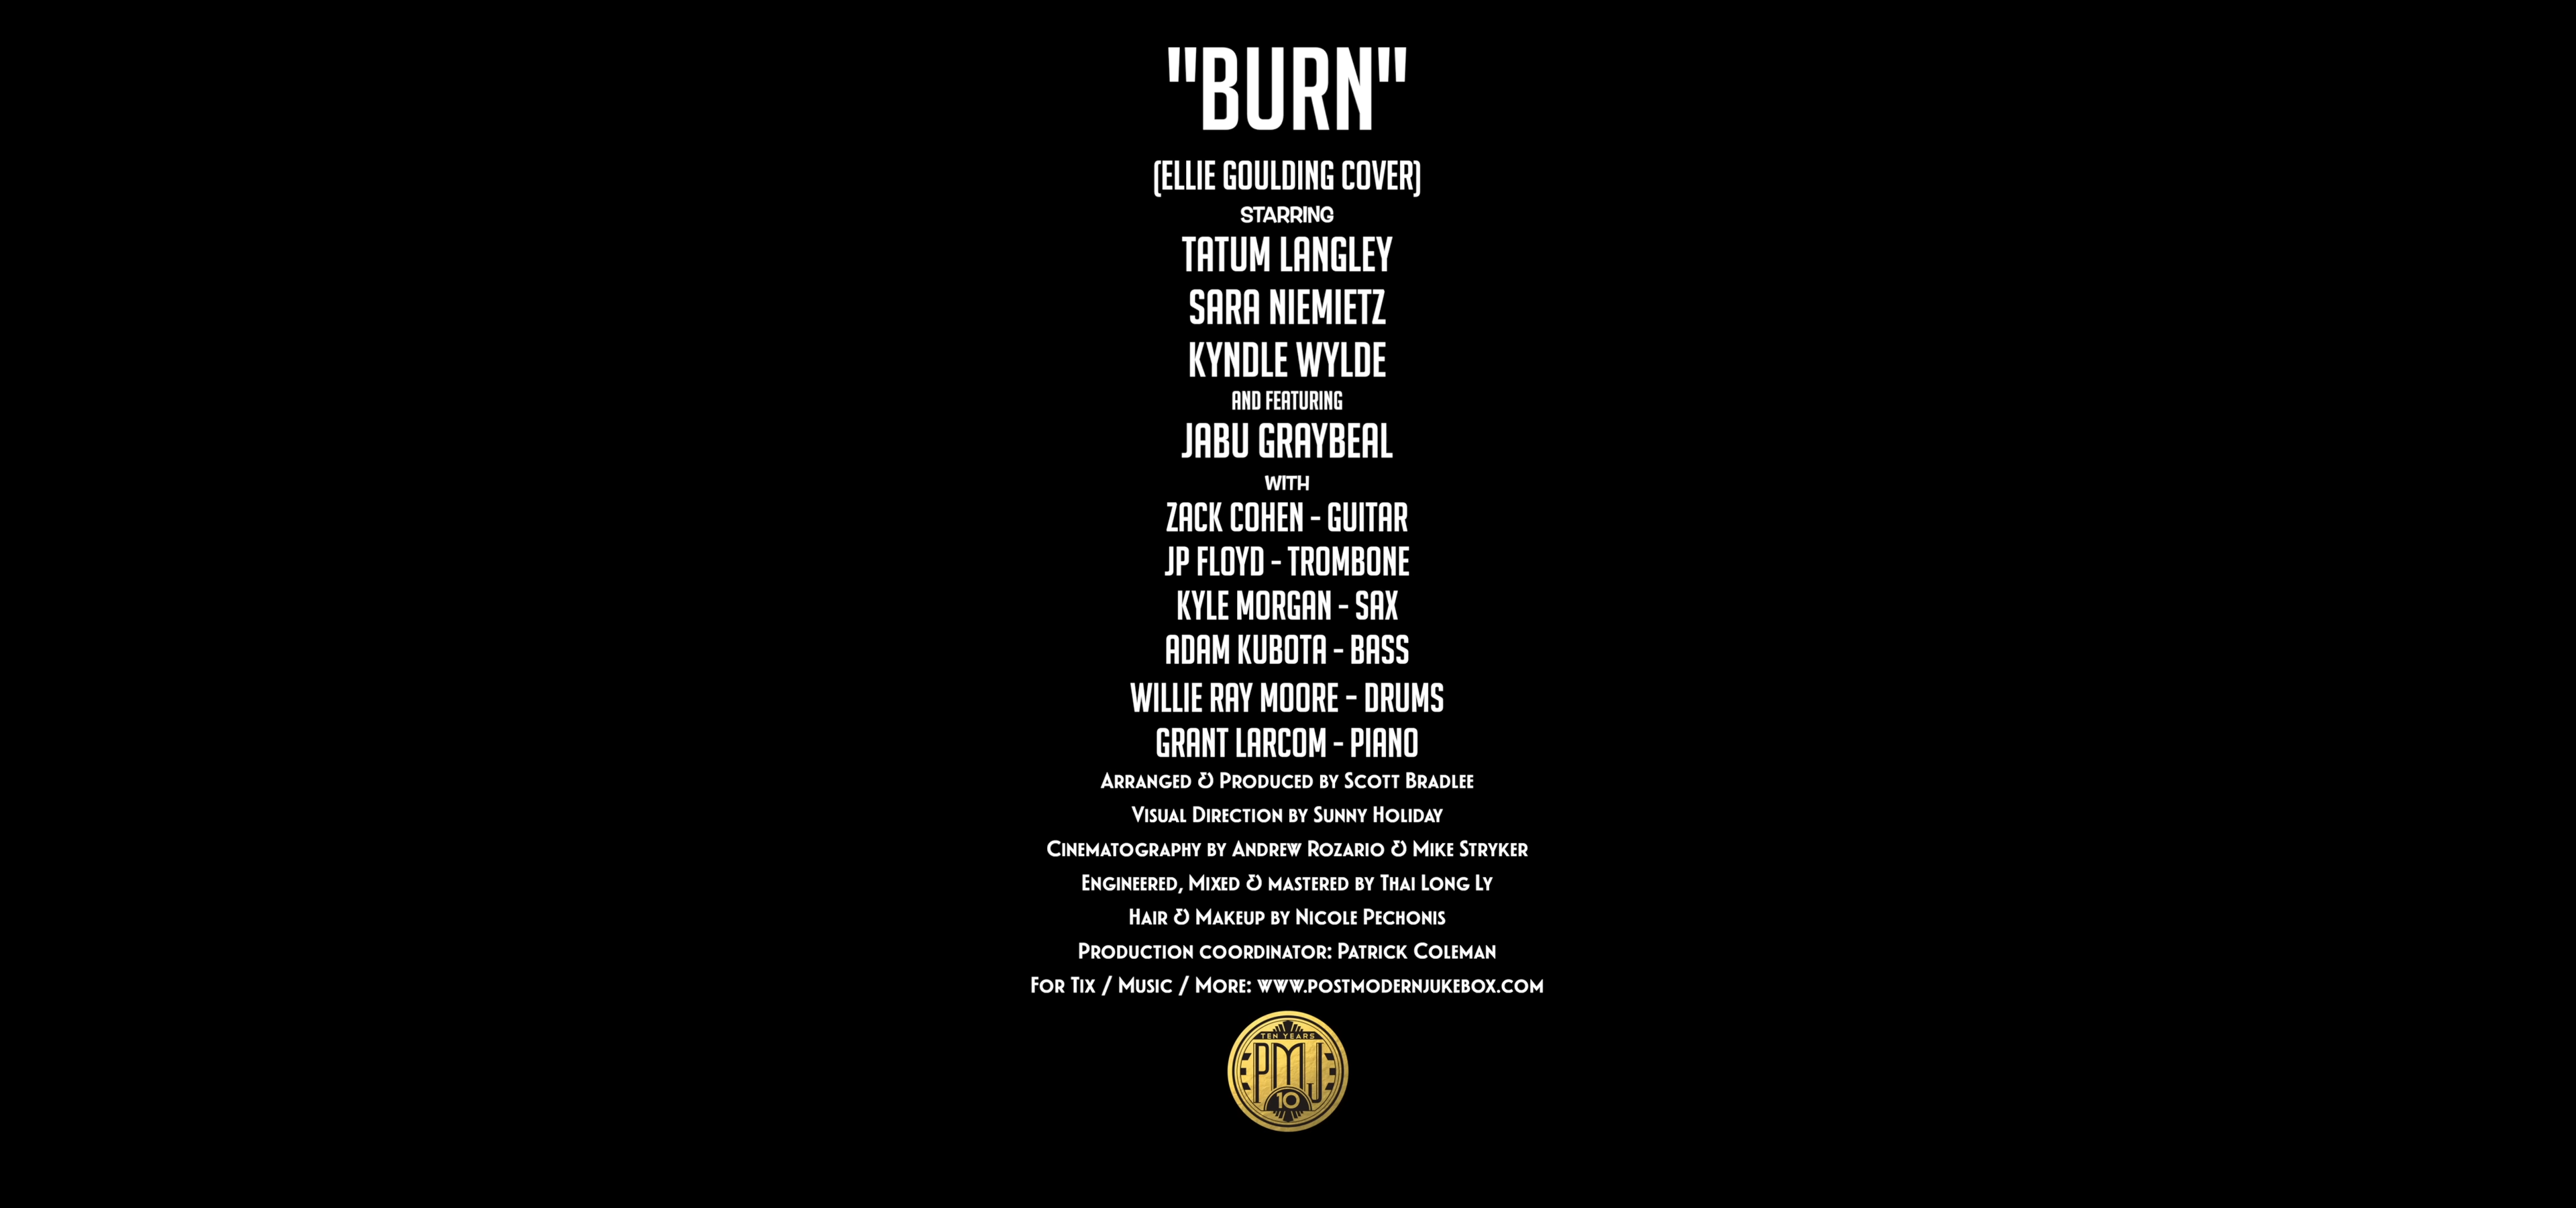 "BURN"
(ELLIE GOULDING COVER)
STARRING
TATUM LANGLEY
SARA NIEMIETZ
KYNDLE WYLDE
AND FEATURING
JABU GRAYBEAL
WITH
ZACK COHEN - GUITAR
JP FLOYD - TROMBONE
KYLE MORGAN - SAX
ADAM KUBOTA - BASS
WILLIE RAY MOORE - DRUMS
GRANT LARCOM - PIANO
Arranged & Produced by Scott Bradlee
Visual Direction by Sunny Holiday
Cinematography by Andrew Rozario & Mike Stryker
Engineered, Mixed & mastered by Thai Long Ly
Hair & Makeup by Nicole Pechonis
Production coordinator: Patrick Coleman
For Tix / Music / More: www.postmodernjukebox.com
TEN YEARS
PMJ
10